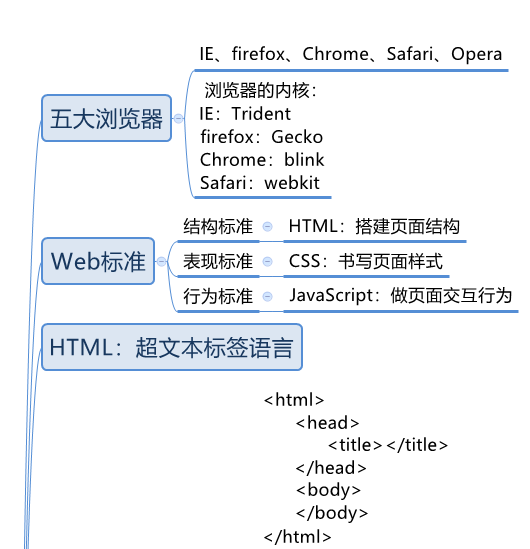 五大浏览器
IE、firefox、Chrome、Safari、Opera
浏览器的内核：
IE：Trident
firefox：Gecko
Chrome：blink
Safari：webkit
Web标准
结构标准
HTML：搭建页面结构
表现标准
CSS：书写页面样式
行为标准
JavaScript：做页面交互行为
HTML：超文本标签语言
<html>
<head>
<title></title>
</head>
<body>
</body>
</html>